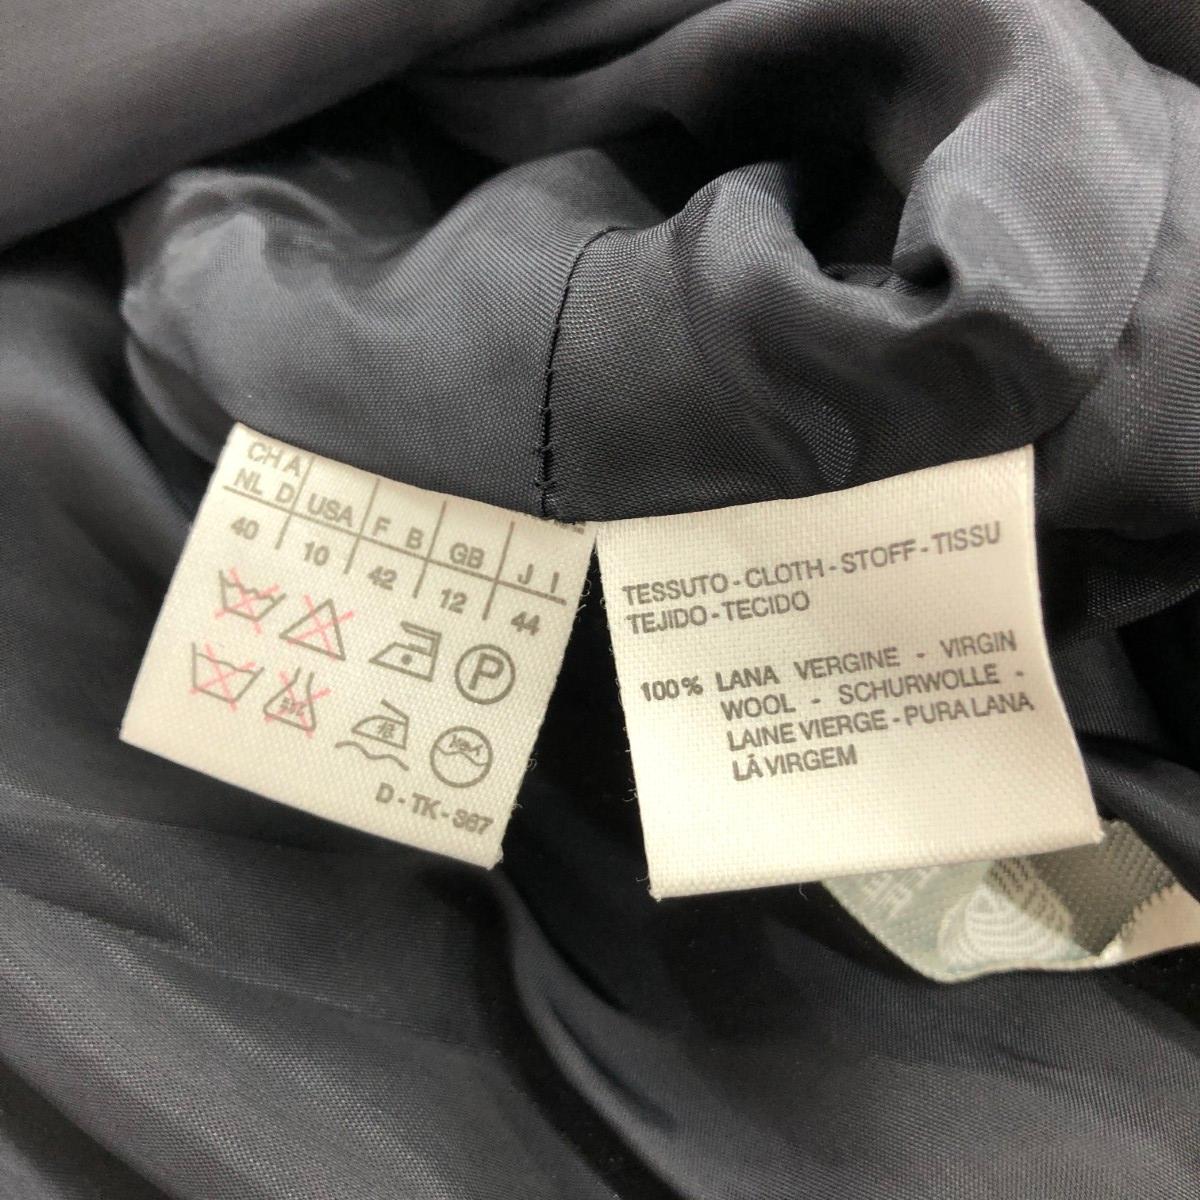 CH A
NL D USA F B GB J I
40 10 42 12 44
P
D-TK-367
TESSUTO-CLOTH-STOFF-TISSU
TEJIDO-TECIDO
100% LANA VERGINE - VIRGIN
WOOL - SCHURWOLLE -
LAINE VIERGE-PURA LANA
LÃ VIRGEM